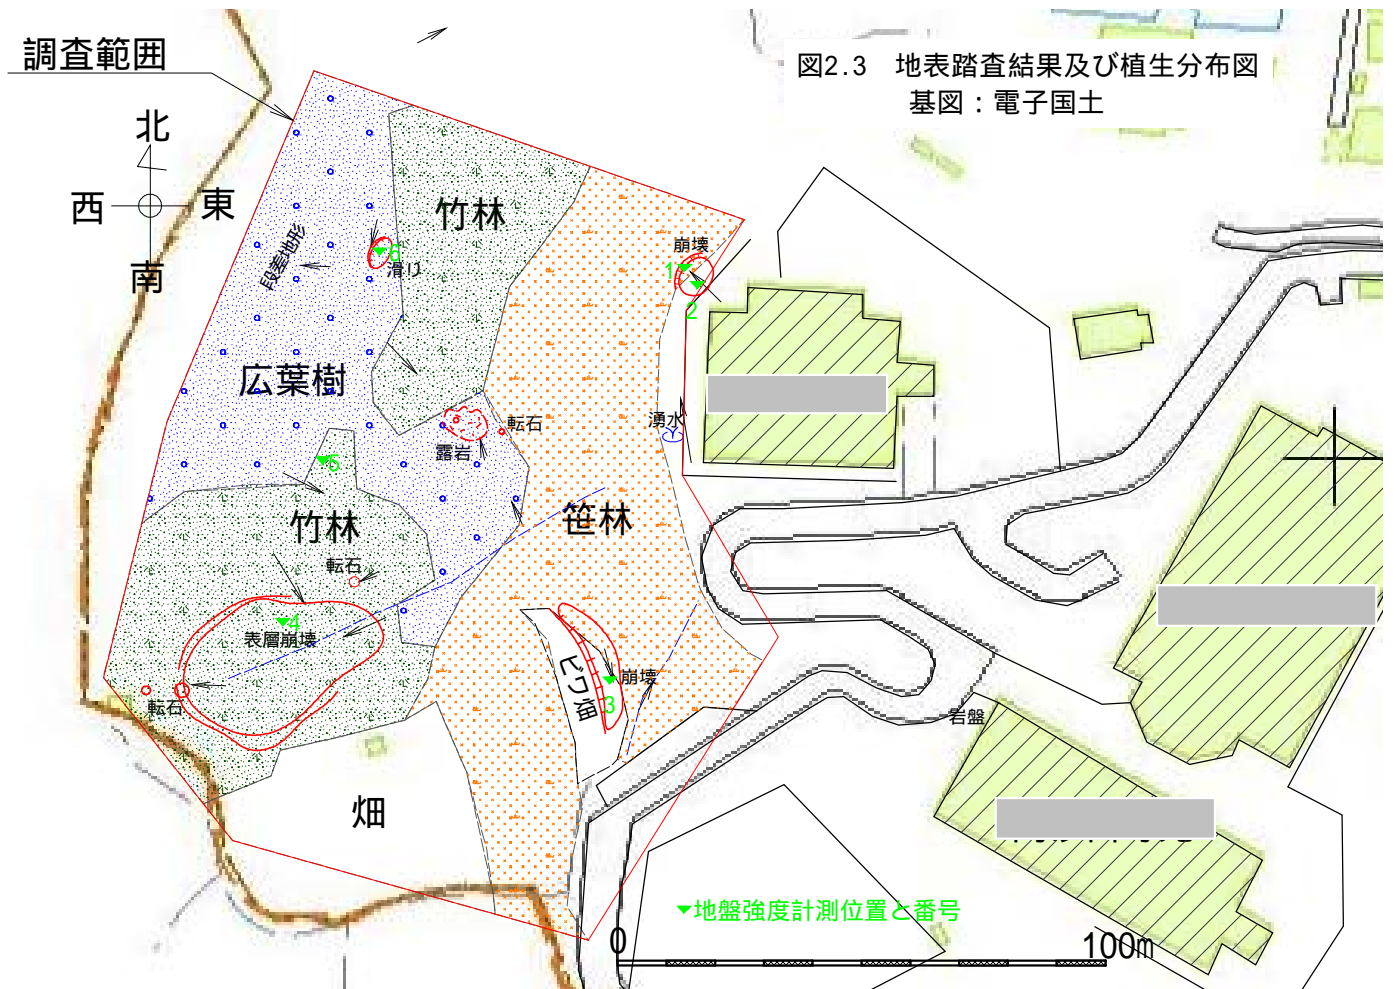 調査範囲
図2.3 地表踏査結果及び植生分布図
基図：電子国土
北
西
東
南
竹林
段差地形
6
滑り
崩壊
1
2
広葉樹
転石
露岩
湧水
5
竹林
笹林
転石
4
表層崩壊
ビワ畑
崩壊
3
転石
岩盤
畑
地盤強度計測位置と番号
0
100m